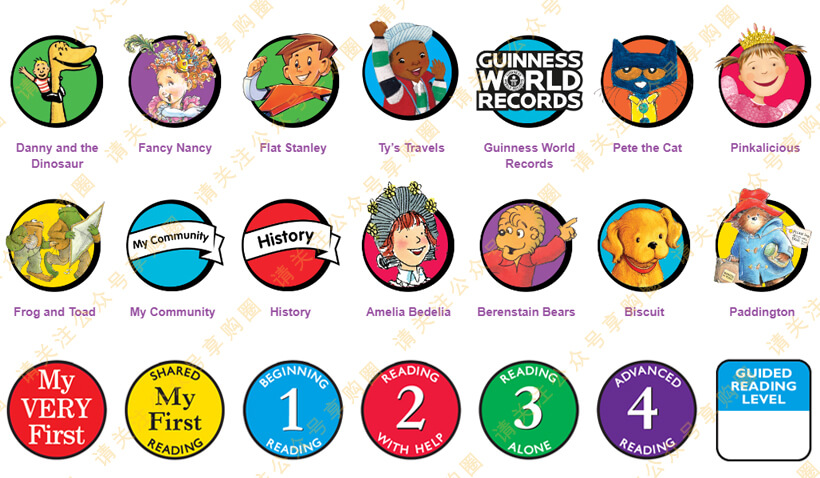 GUINNESS
WORLD
RECORDS
Danny and the
Dinosaur
Fancy Nancy
Flat Stanley
Ty's Travels
Guinness World
Records
Pete the Cat
Pinkalicious
My Community
History
Frog and Toad
My Community
History
Amelia Bedelia
Berenstain Bears
Biscuit
Paddington
My
VERY
First
SHARED
My
First
READING
BEGINNING
1
READING
READING
2
WITH HELP
READING
3
ALONE
ADVANCED
4
READING
GUIDED
READING
LEVEL
请关注公众号享购圈